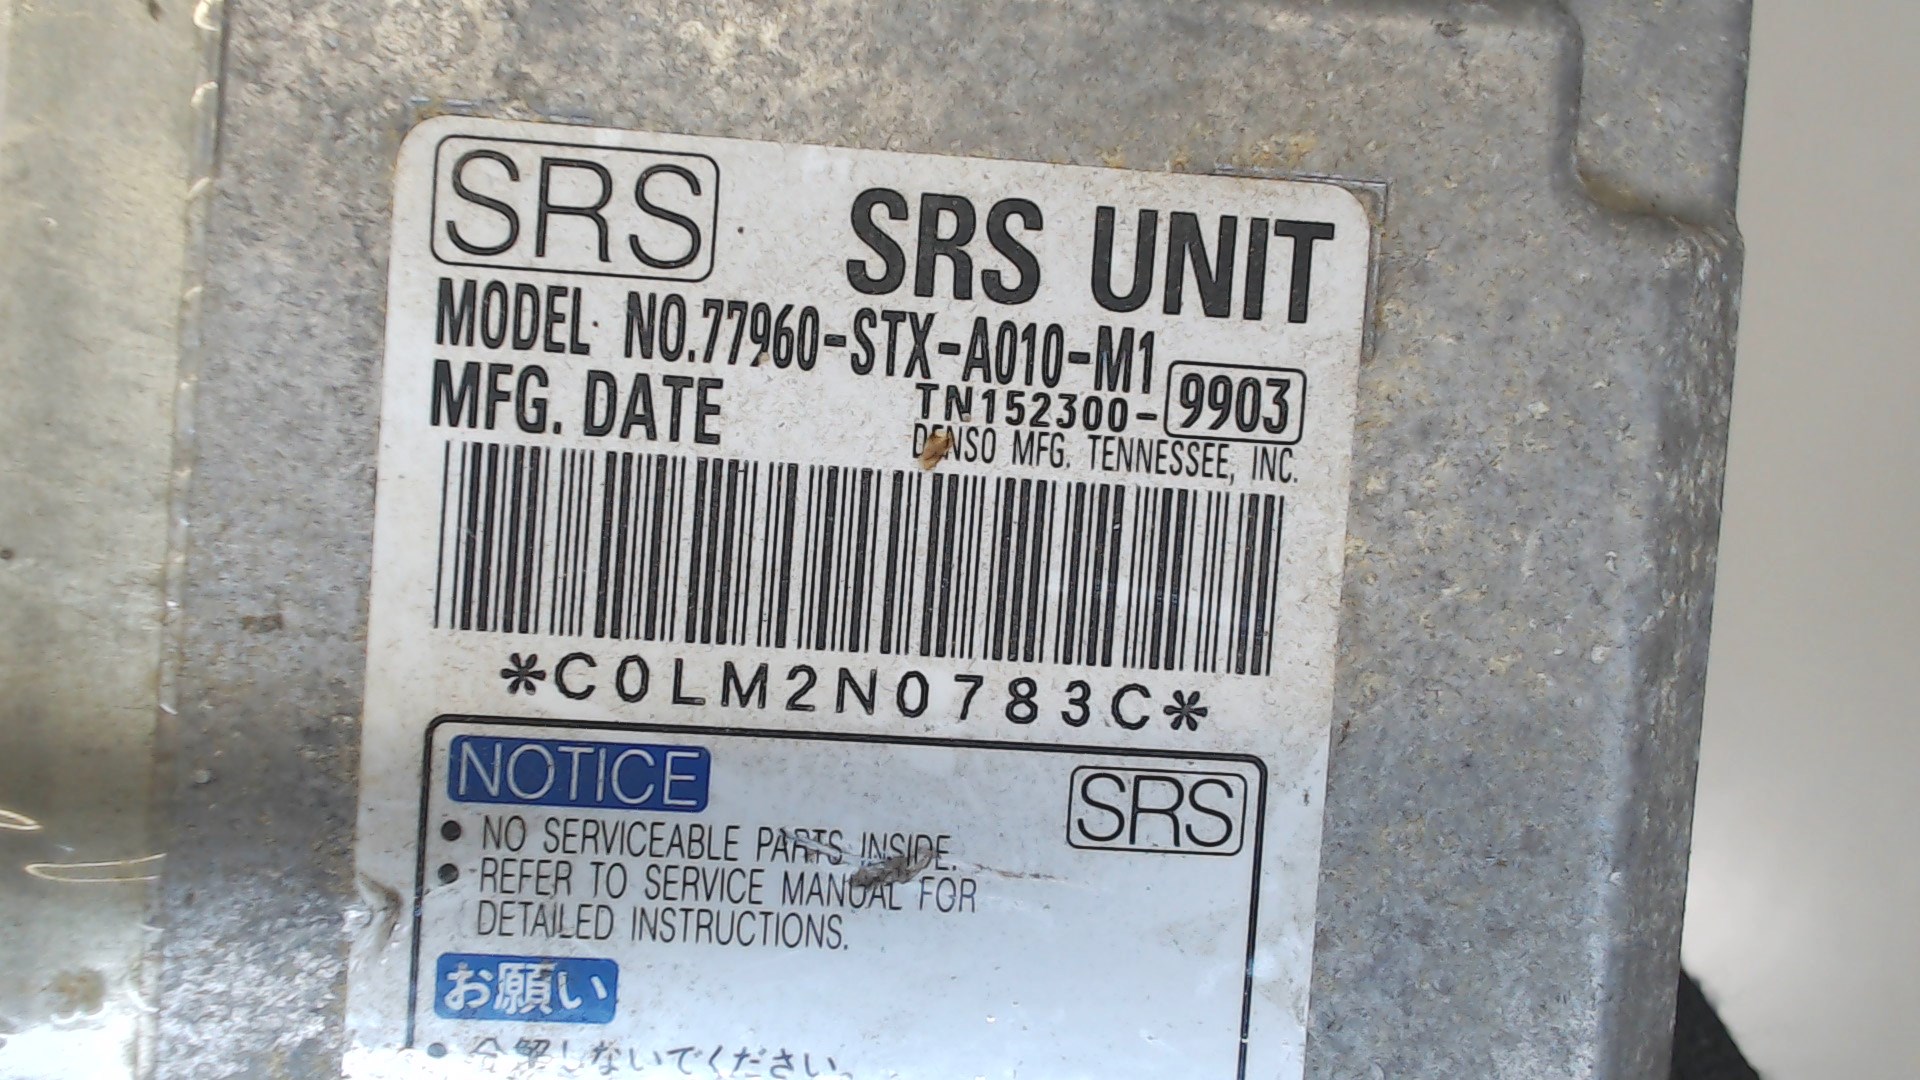 SRS SRS UNIT
MODEL NO.77960-STX-A010-M1
MFG. DATE TN152300-9903
DENSO MFG. TENNESSEE, INC.
*C0LM2N0783C*
NOTICE SRS
• NO SERVICEABLE PARTS INSIDE.
• REFER TO SERVICE MANUAL FOR
DETAILED INSTRUCTIONS.
お願い
• 分解しないでください。